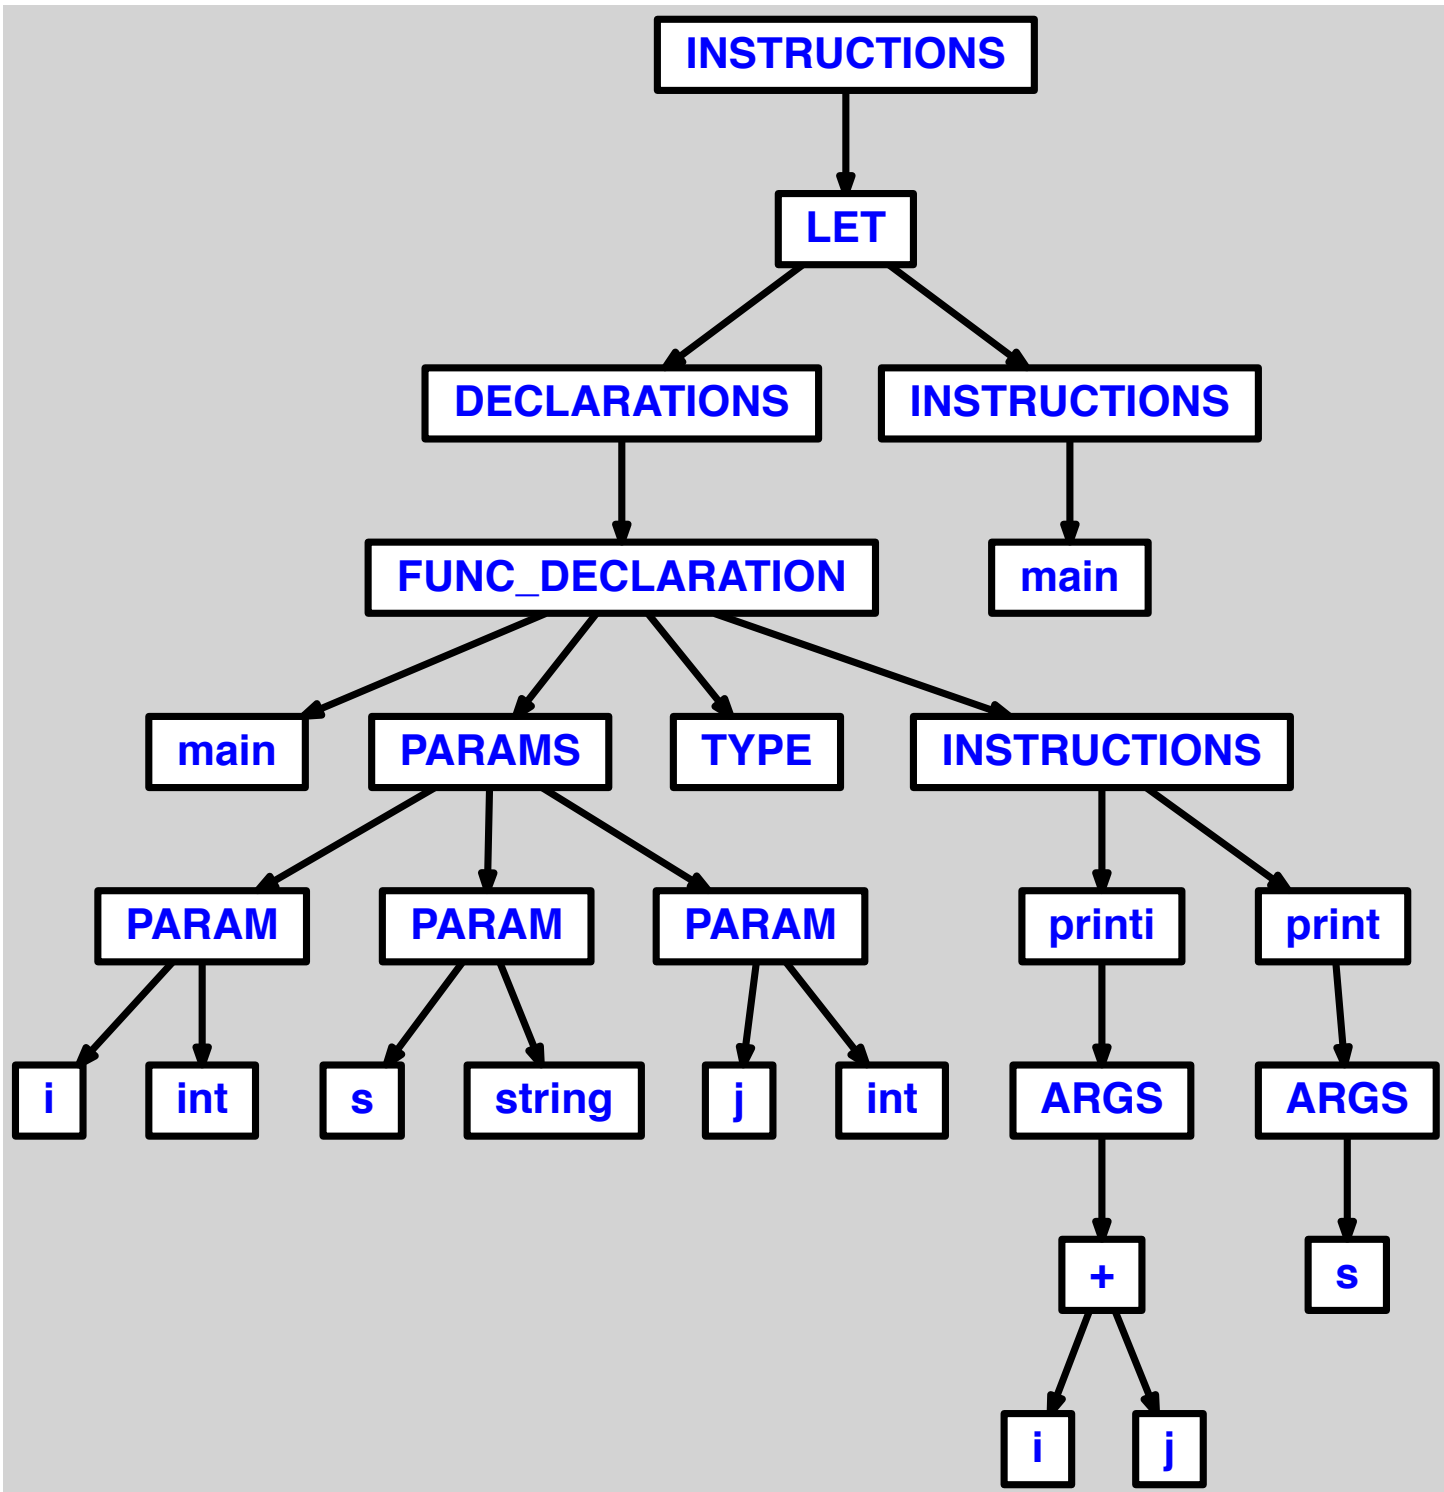 INSTRUCTIONS
LET
DECLARATIONS INSTRUCTIONS
FUNC_DECLARATION main
main PARAMS TYPE INSTRUCTIONS
PARAM PARAM PARAM printi print
i int s string j int ARGS ARGS
+ s
i j